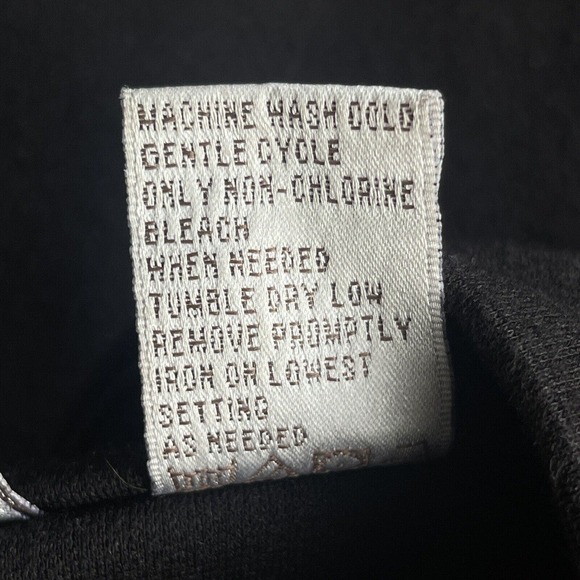 MACHINE WASH COLD
GENTLE CYCLE
ONLY NON-CHLORINE
BLEACH
WHEN NEEDED
TUMBLE DRY LOW
REMOVE PROMPTLY
IRON ON LOWEST
SETTING
AS NEEDED